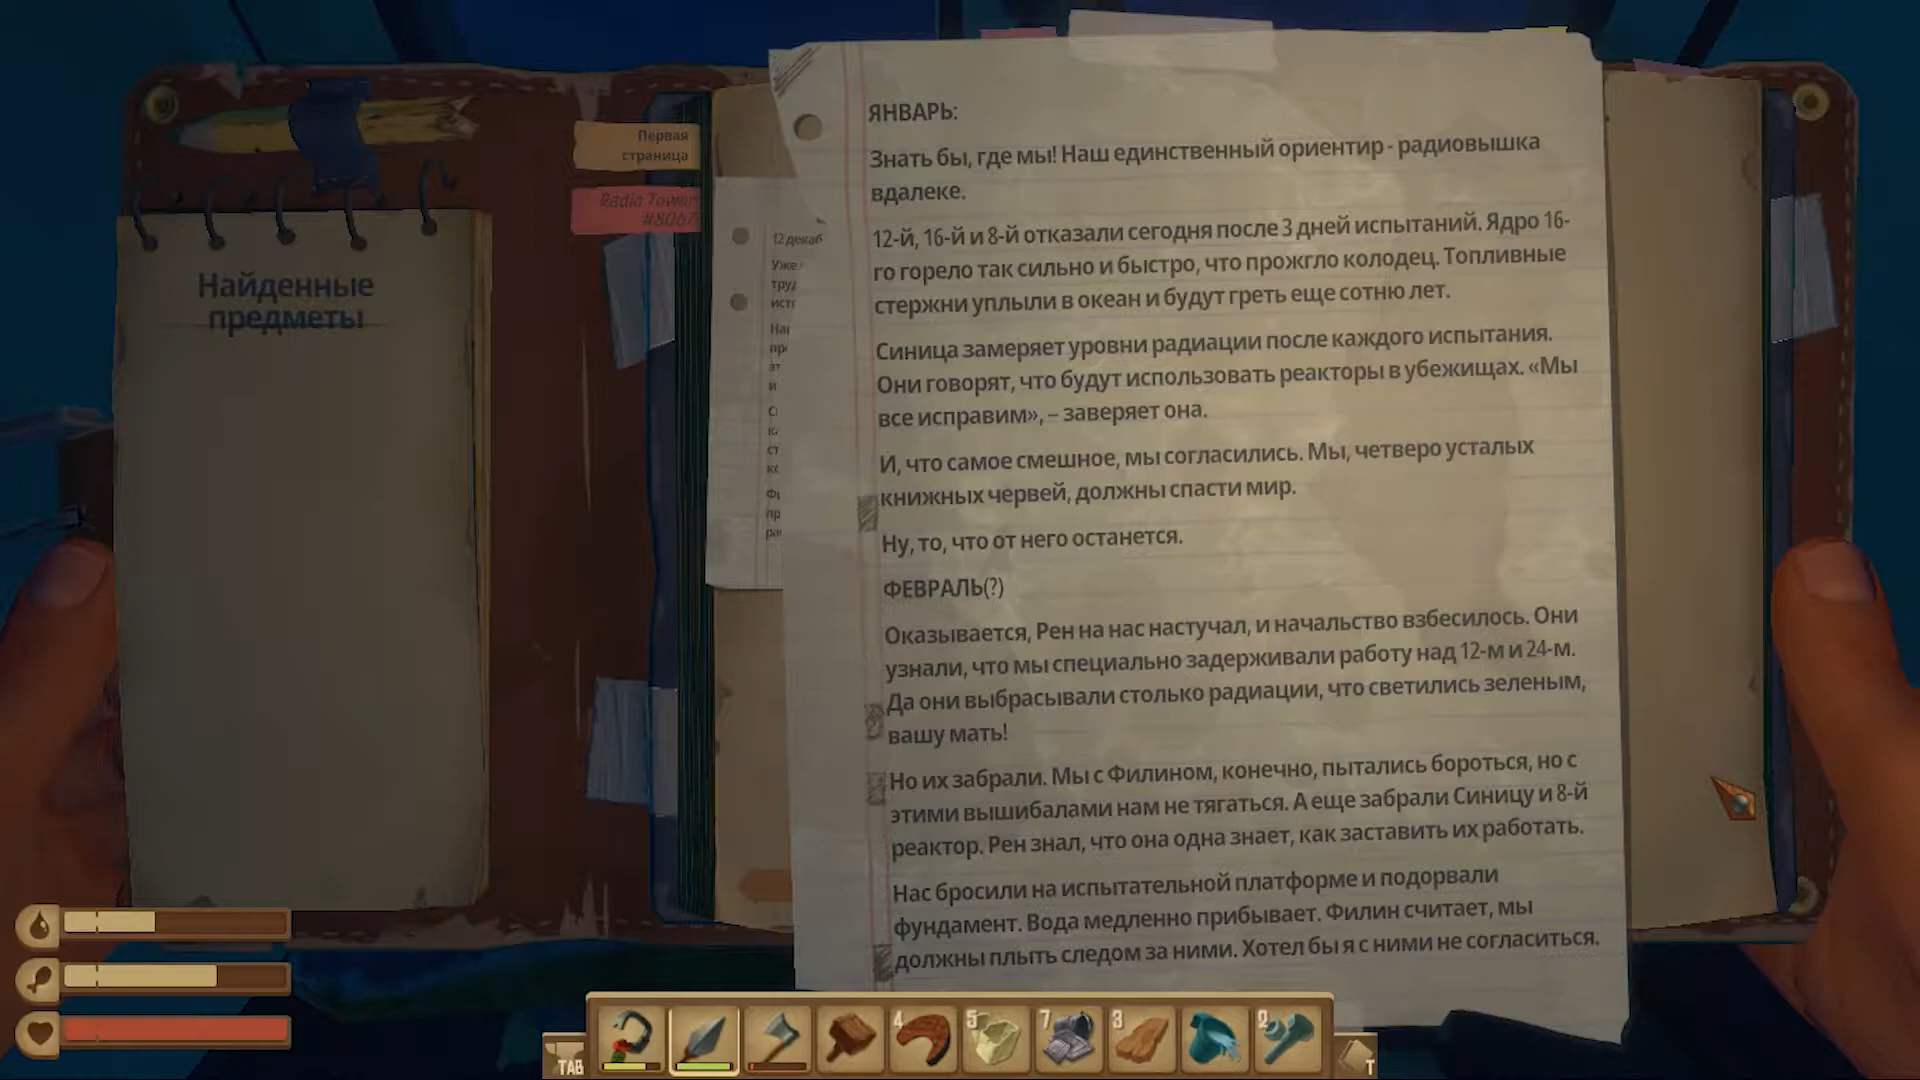 Найденные
предметы
Первая
страница
Radio Tower
#8067
12 декаб
ЯНВАРЬ:
Знать бы, где мы! Наш единственный ориентир - радиовышка
вдалеке.
12-й, 16-й и 8-й отказали сегодня после 3 дней испытаний. Ядро 16-
го горело так сильно и быстро, что прожгло колодец. Топливные
стержни уплыли в океан и будут греть еще сотню лет.
Синица замеряет уровни радиации после каждого испытания.
Они говорят, что будут использовать реакторы в убежищах. «Мы
все исправим», – заверяет она.
И, что самое смешное, мы согласились. Мы, четверо усталых
книжных червей, должны спасти мир.
Ну, то, что от него останется.
ФЕВРАЛЬ(?)
Оказывается, Рен на нас настучал, и начальство взбесилось. Они
узнали, что мы специально задерживали работу над 12-м и 24-м.
Да они выбрасывали столько радиации, что светились зеленым,
вашу мать!
Но их забрали. Мы с Филином, конечно, пытались бороться, но с
этими вышибалами нам не тягаться. А еще забрали Синицу и 8-й
реактор. Рен знал, что она одна знает, как заставить их работать.
Нас бросили на испытательной платформе и подорвали
фундамент. Вода медленно прибывает. Филин считает, мы
должны плыть следом за ними. Хотел бы я с ними не согласиться.
TAB
4
5
7
3
2
T